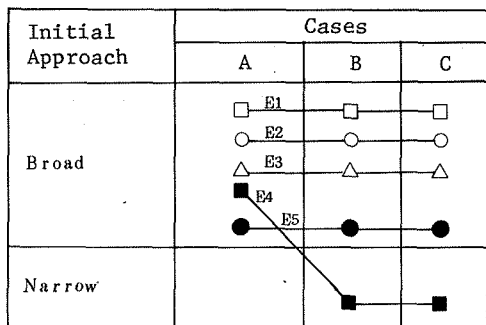 Initial
Approach
Cases
A B C
Broad
E1
E2
E3
E4
E5
Narrow